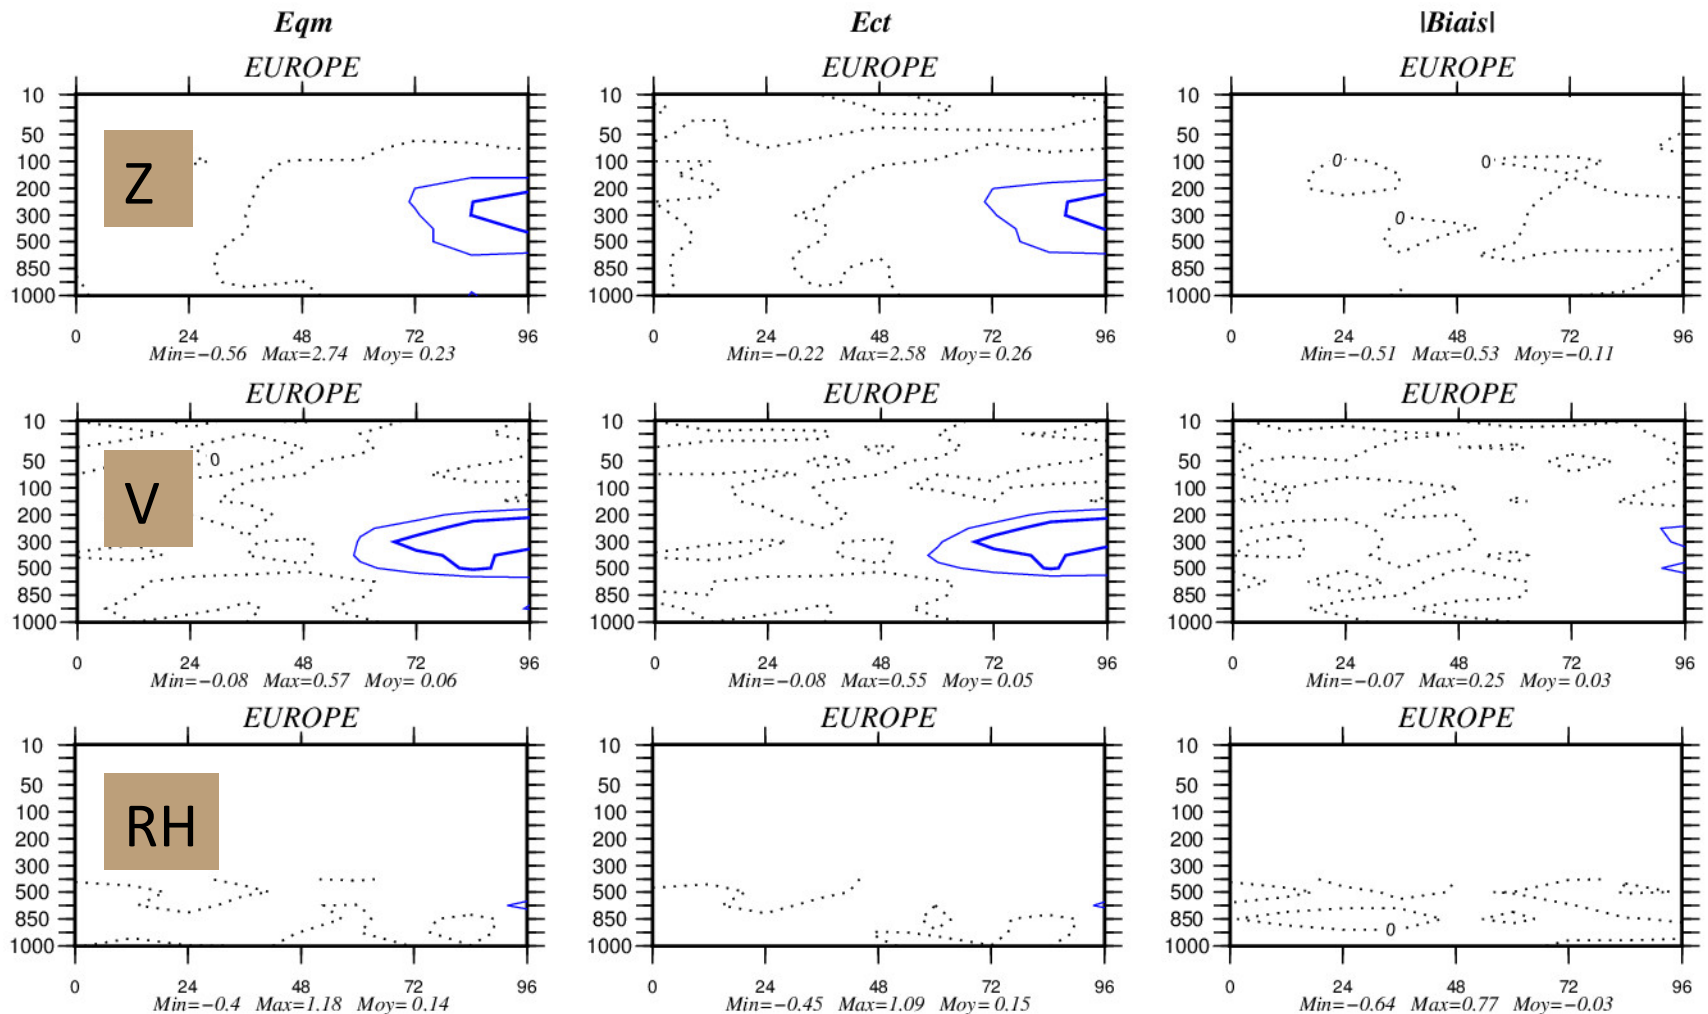 Eqm Ect |Biais|
EUROPE EUROPE EUROPE
10 10 10
50 50 50
Z
100 100 0 0 100
200 200 200
300 300 0 300
500 500 500
850 850 850
1000 1000 1000
0 24 48 72 96 0 24 48 72 96 0 24 48 72 96
Min=−0.56 Max=2.74 Moy= 0.23 Min=−0.22 Max=2.58 Moy= 0.26 Min=−0.51 Max=0.53 Moy=−0.11
EUROPE EUROPE EUROPE
10 10 10
50 0 50 50
V
100 100 100
200 200 200
300 300 300
500 500 500
850 850 850
1000 1000 1000
0 24 48 72 96 0 24 48 72 96 0 24 48 72 96
Min=−0.08 Max=0.57 Moy= 0.06 Min=−0.08 Max=0.55 Moy= 0.05 Min=−0.07 Max=0.25 Moy= 0.03
EUROPE EUROPE EUROPE
10 10 10
50 50 50
RH
100 100 100
200 200 200
300 300 300
500 500 500
850 850 850
0
1000 1000 1000
0 24 48 72 96 0 24 48 72 96 0 24 48 72 96
Min=−0.4 Max=1.18 Moy= 0.14 Min=−0.45 Max=1.09 Moy= 0.15 Min=−0.64 Max=0.77 Moy=−0.03